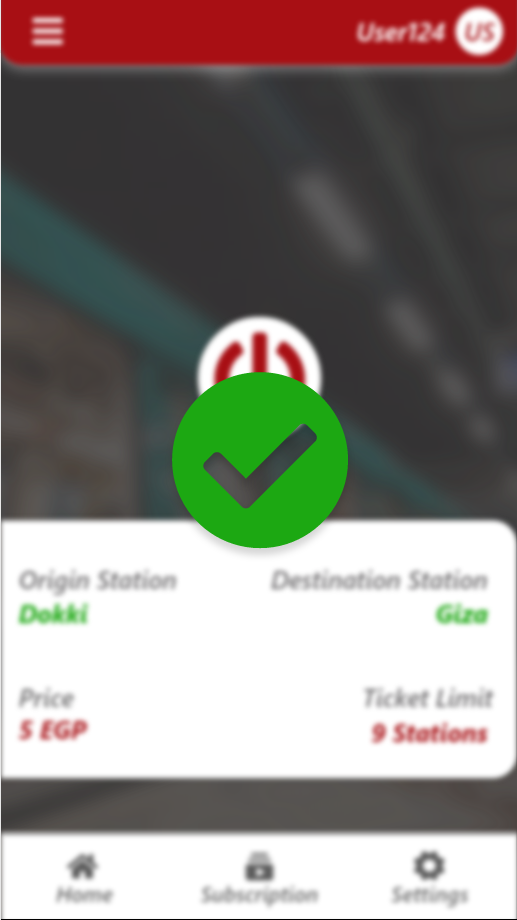 User124 US
Origin Station Destination Station
Dokki Giza
Price Ticket Limit
5 EGP 9 Stations
Home Subscription Settings